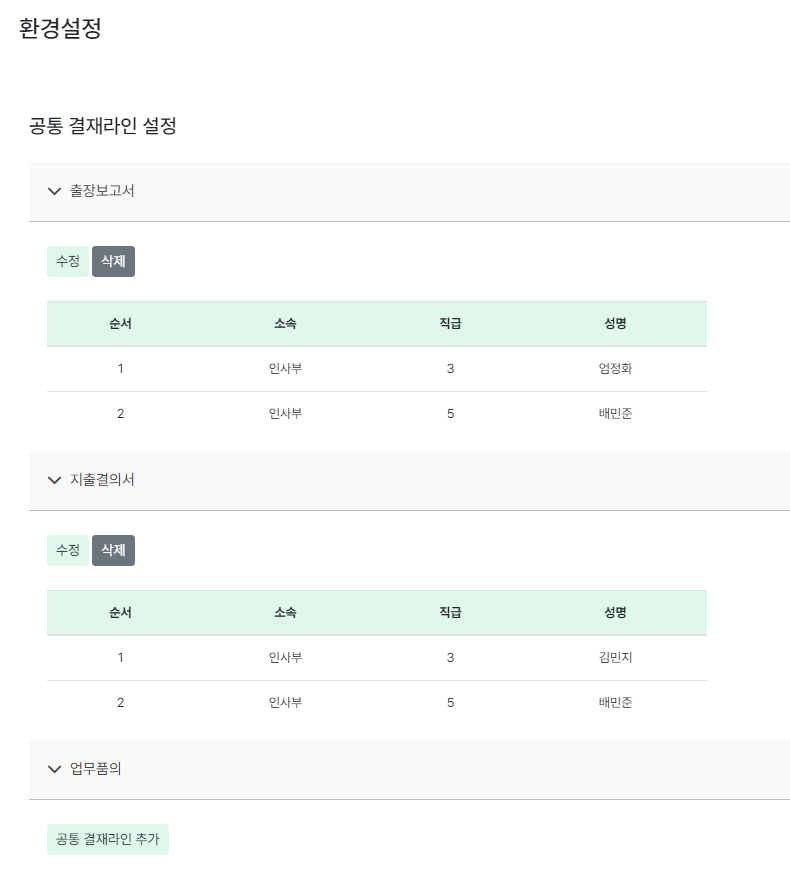 환경설정
공통 결재라인 설정
출장보고서
수정 삭제
순서 소속 직급 성명
1 인사부 3 엄정화
2 인사부 5 배민준
지출결의서
수정 삭제
순서 소속 직급 성명
1 인사부 3 김민지
2 인사부 5 배민준
업무품의
공통 결재라인 추가